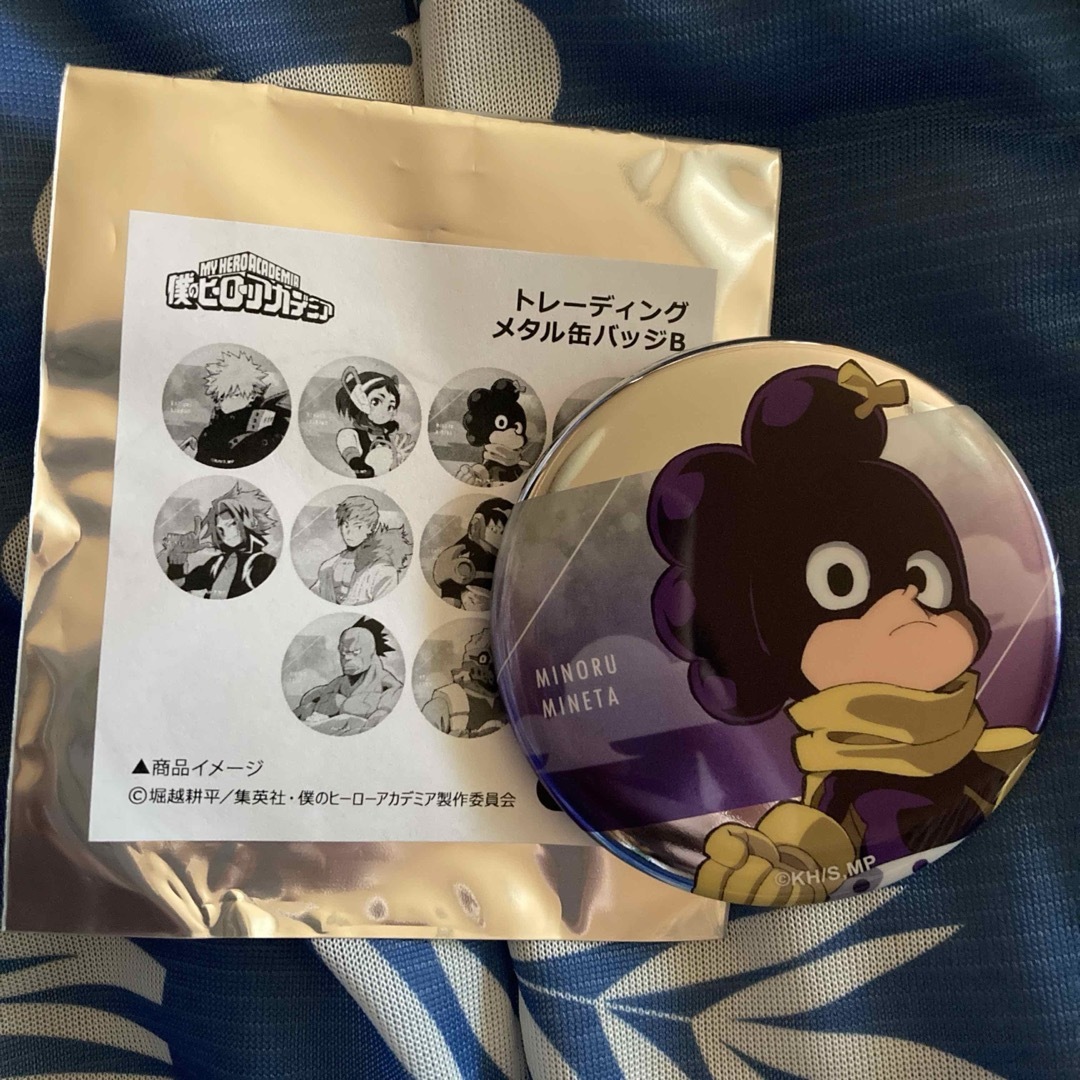 MY HERO ACADEMIA
僕のヒーローアカデミア
トレーディング
メタル缶バッジB
▲商品イメージ
©堀越耕平／集英社・僕のヒーローアカデミア製作委員会
MINORU
MINETA
©KH/S,MP